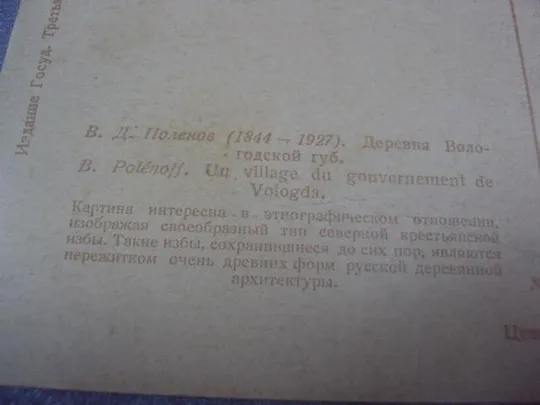 Издание Госуд. Третья
В. Д. Поленов (1844 – 1927). Деревня Воло-
годской губ.
B. Polénoff. Un village du gouvernement de
Vologda.
Картина интересна в этнографическом отношении,
изображая своеобразный тип северной крестьянской
избы. Такие избы, сохранившиеся до сих пор, являются
пережитком очень древних форм русской деревянной
архитектуры.
Цена